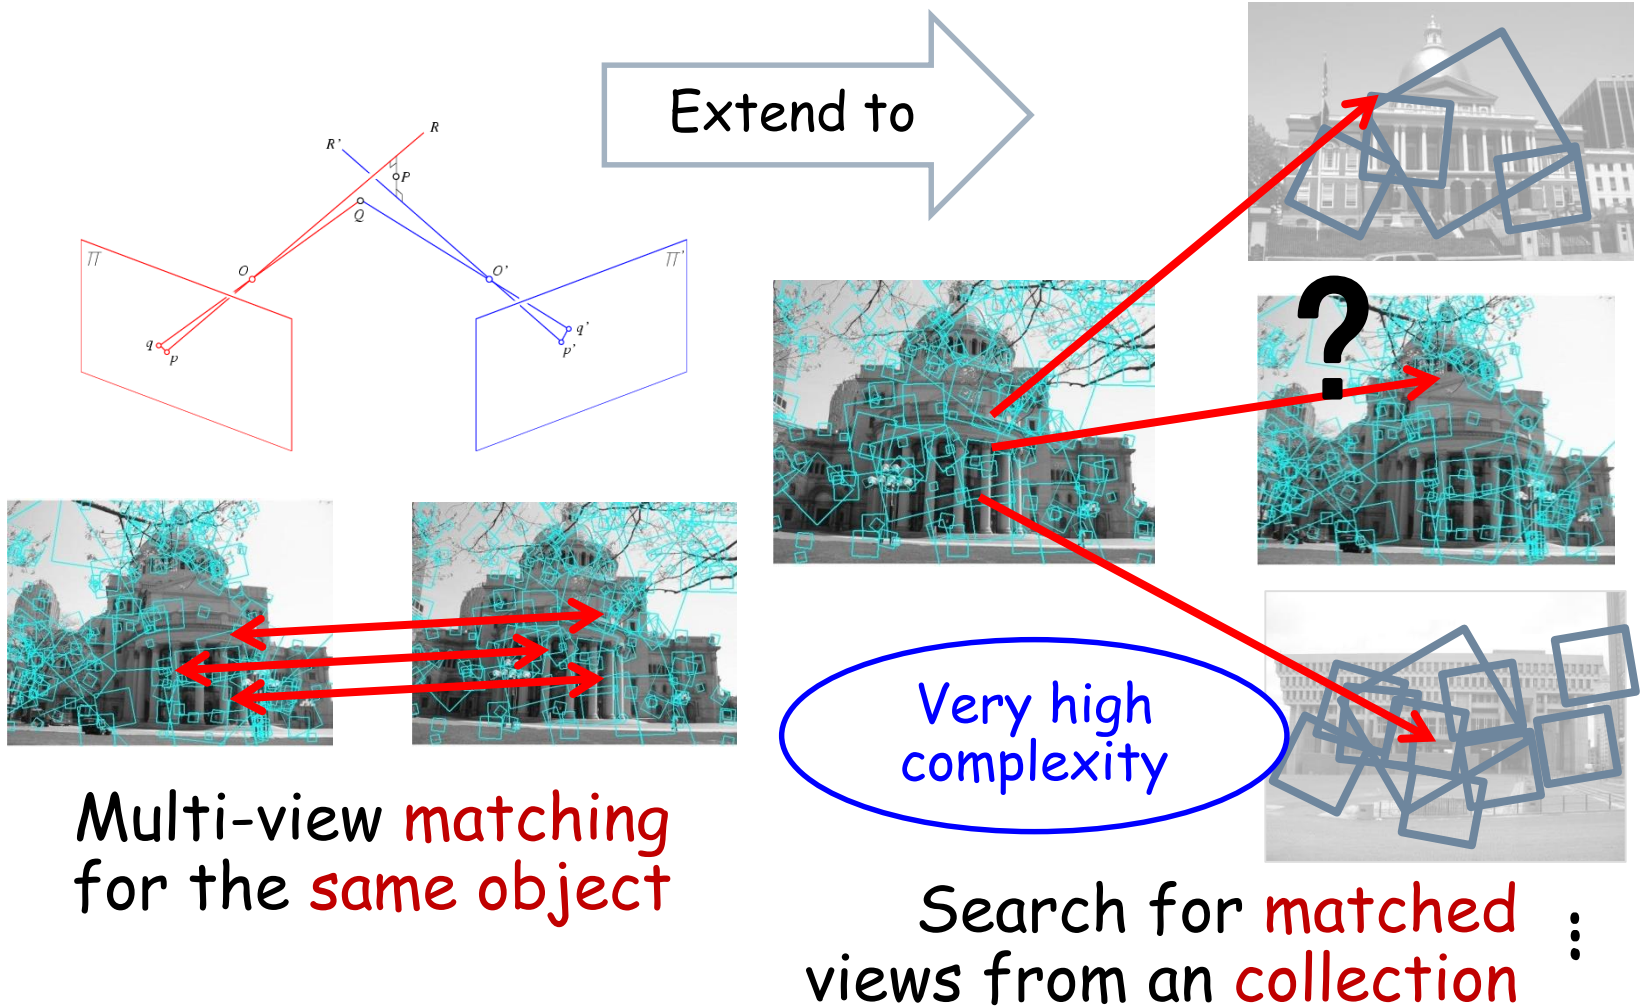 Extend to
R'
R
P
Q
Π
O
O'
Π'
q
p
q'
p'
?
Very high
complexity
Multi-view matching
for the same object
Search for matched
views from an collection
⋮